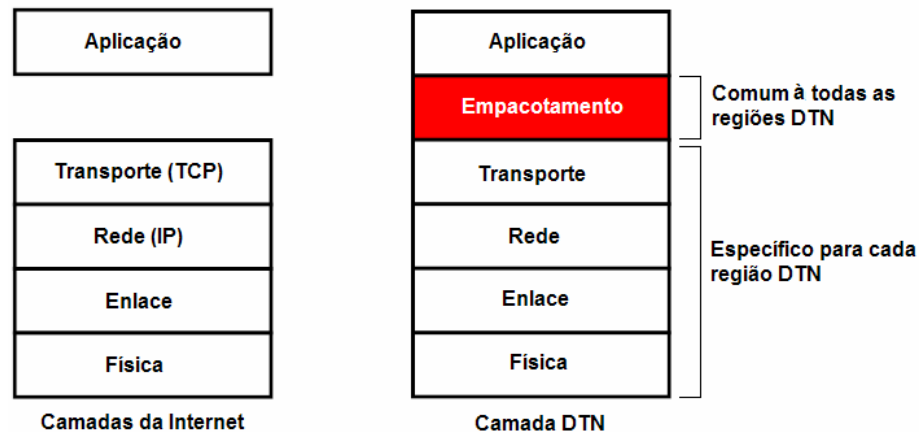 Aplicação
Transporte (TCP)
Rede (IP)
Enlace
Física
Camadas da Internet
Aplicação
Empacotamento
Transporte
Rede
Enlace
Física
Camada DTN
Comum à todas as
regiões DTN
Específico para cada
região DTN